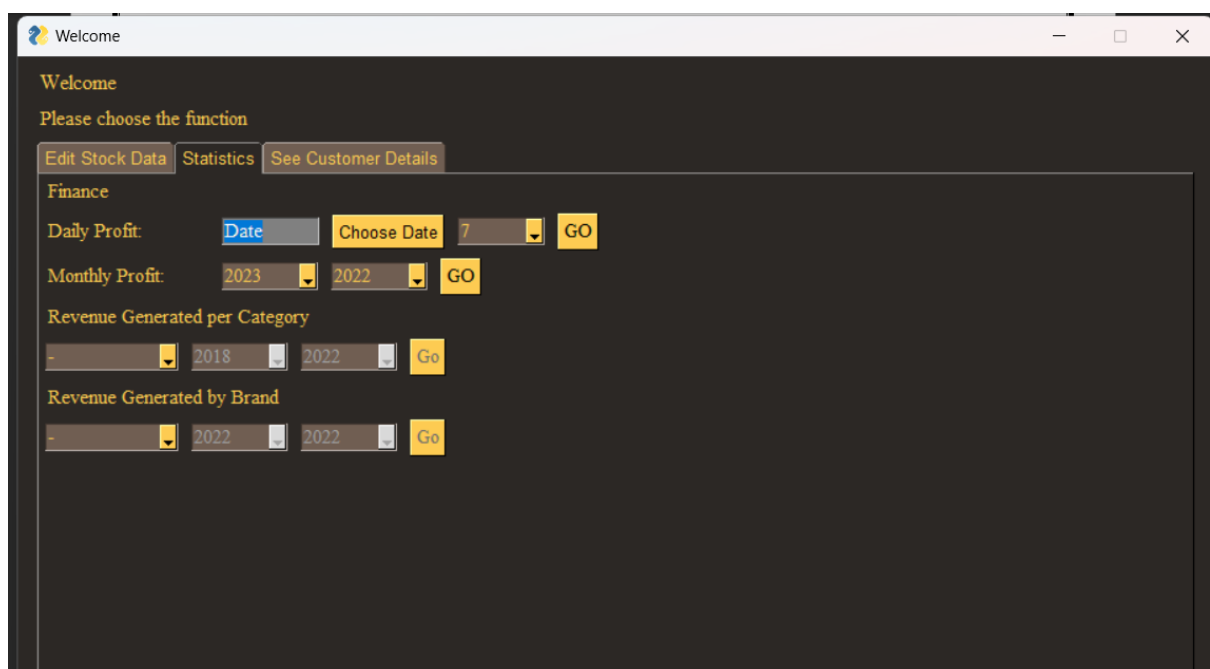 Welcome
Welcome
Please choose the function
Edit Stock Data Statistics See Customer Details
Finance
Daily Profit: Date Choose Date 7 GO
Monthly Profit: 2023 2022 GO
Revenue Generated per Category
- 2018 2022 Go
Revenue Generated by Brand
- 2022 2022 Go